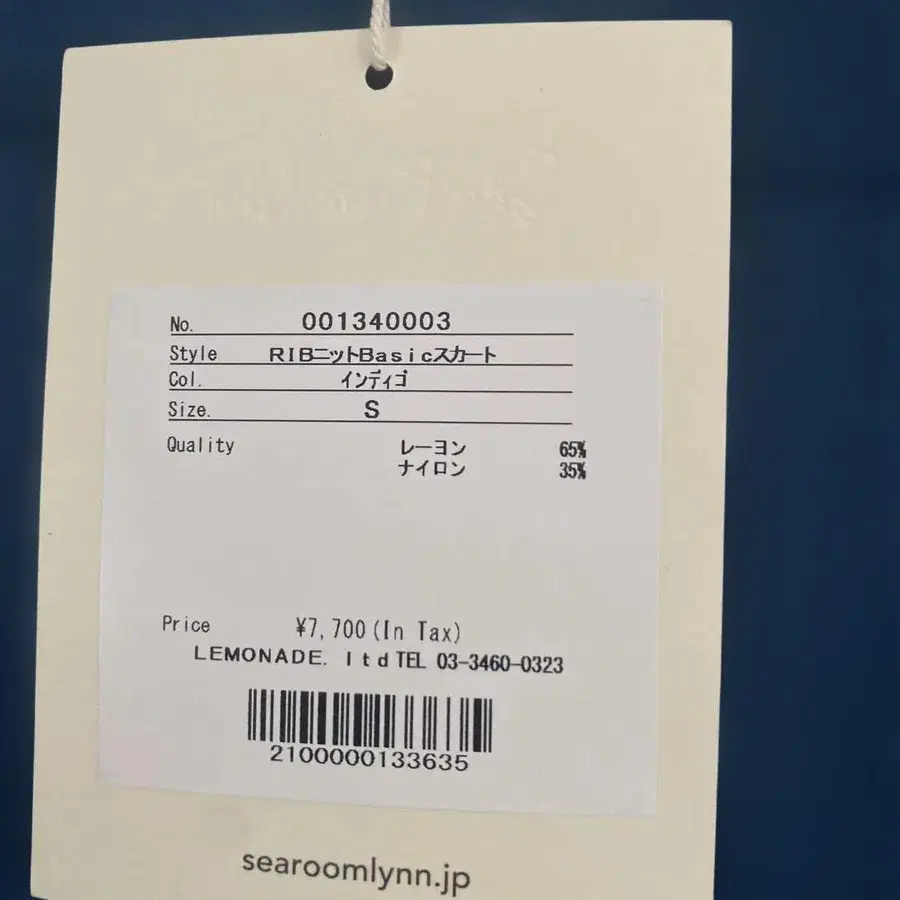 No. 001340003
Style RIBニットBasicスカート
Col. インディゴ
Size. S
Quality レーヨン 65%
ナイロン 35%
Price ¥7,700(In Tax)
LEMONADE. ltd TEL 03-3460-0323
2100000133635
searoomlynn.jp